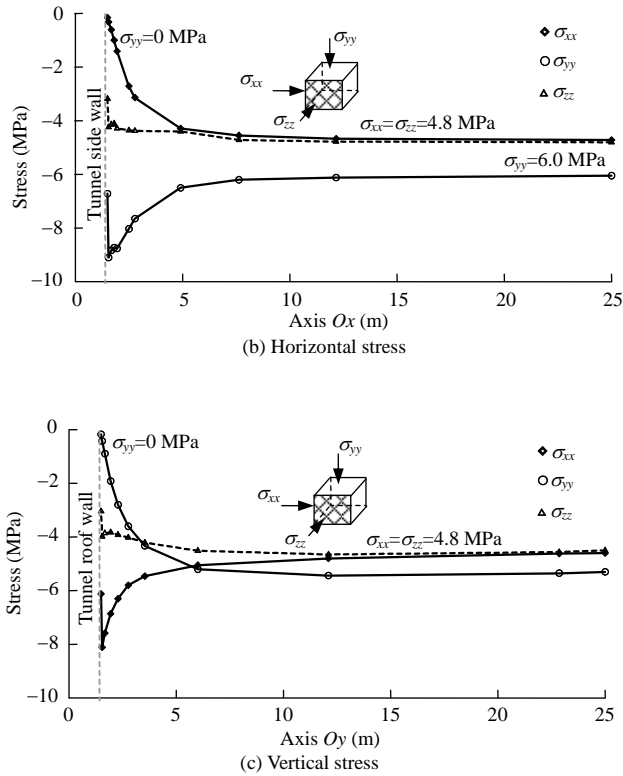 0
−2
−4
−6
−8
−10
Stress (MPa)
Tunnel side wall
σyy=0 MPa
σyy
σxx
σzz
σxx
σyy
σzz
σxx=σzz=4.8 MPa
σyy=6.0 MPa
0 5 10 15 20 25
Axis Ox (m)
(b) Horizontal stress
0
−2
−4
−6
−8
−10
Stress (MPa)
Tunnel roof wall
σyy=0 MPa
σyy
σxx
σzz
σxx
σyy
σzz
σxx=σzz=4.8 MPa
0 5 10 15 20 25
Axis Oy (m)
(c) Vertical stress